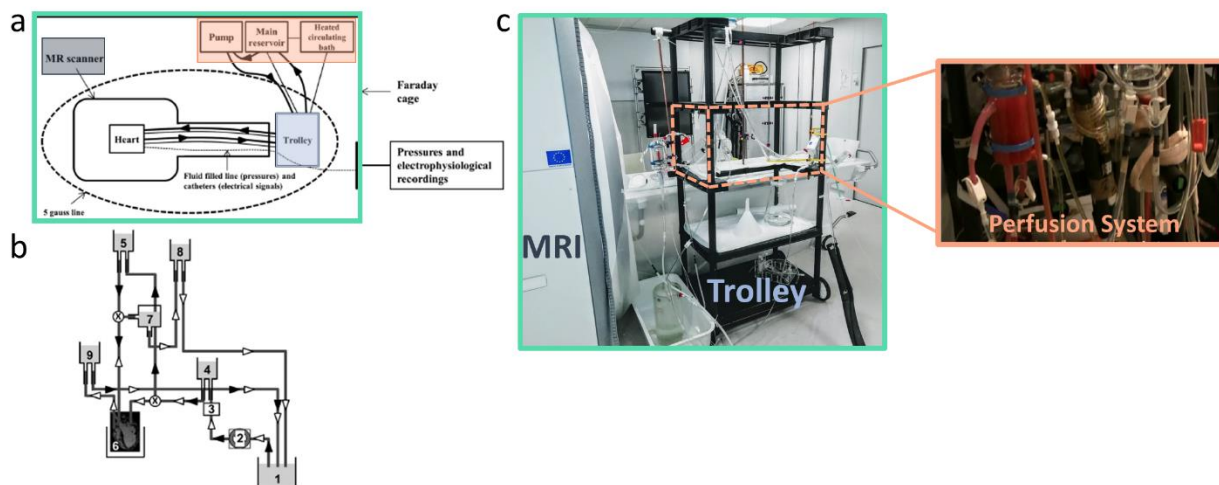 a
MR scanner
Pump
Main
reservoir
Heated
circulating
bath
Faraday
cage
Heart
Trolley
Fluid filled line (pressures) and
catheters (electrical signals)
5 gauss line
Pressures and
electrophysiological
recordings
b
5
8
7
X
9
4
X
3
6
2
1
c
MRI
Trolley
Perfusion System